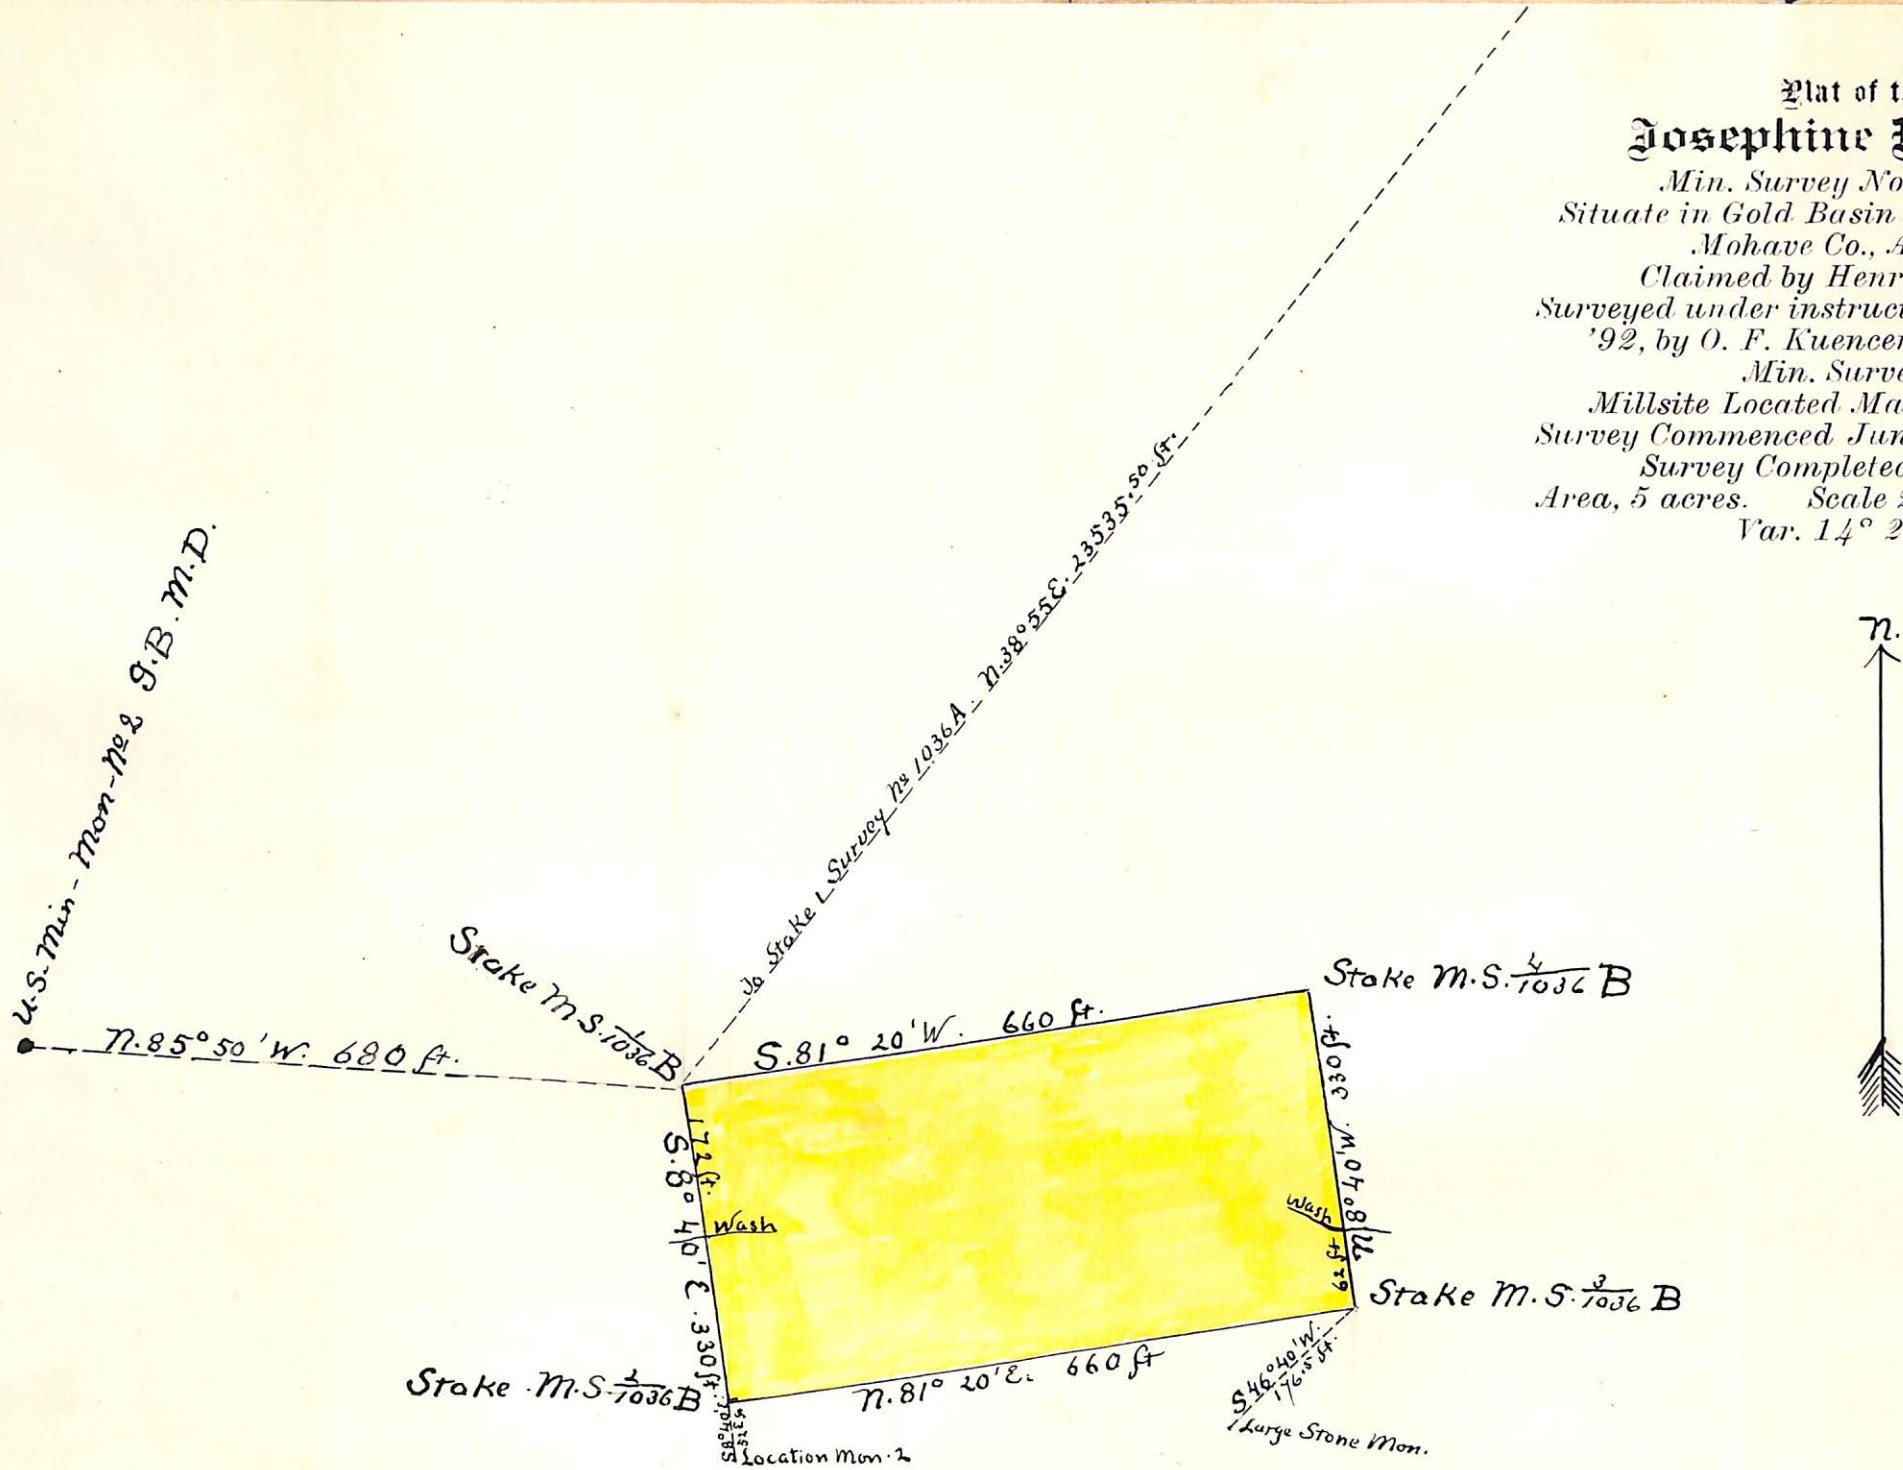 Plat of t
Josephine
Min. Survey No
Situate in Gold Basin
Mohave Co., A
Claimed by Henr
Surveyed under instruct
'92, by O. F. Kuencer
Min. Surve
Millsite Located Ma
Survey Commenced Jun
Survey Completed
Area, 5 acres. Scale
Var. 14° 2
N.
U.S. Min-Mon-No 2 G.B.M.D.
N.85°50'W. 680 ft.
To Stake 1 Survey No 1036A. N.38°55E. 23535.50 ft.
Stake M.S. 1/1036 B
Stake M.S. 4/1036 B
S.81° 20'W. 660 ft.
172 ft.
S.8° 40' E. 330 ft.
Wash
N.8°40'W. 330 ft.
Wash
62 ft
Stake M.S. 3/1036 B
Stake M.S. 2/1036 B
N.81° 20'E. 660 ft
S 46°40'W.
176.5 ft.
Large Stone Mon.
Location Mon. 2